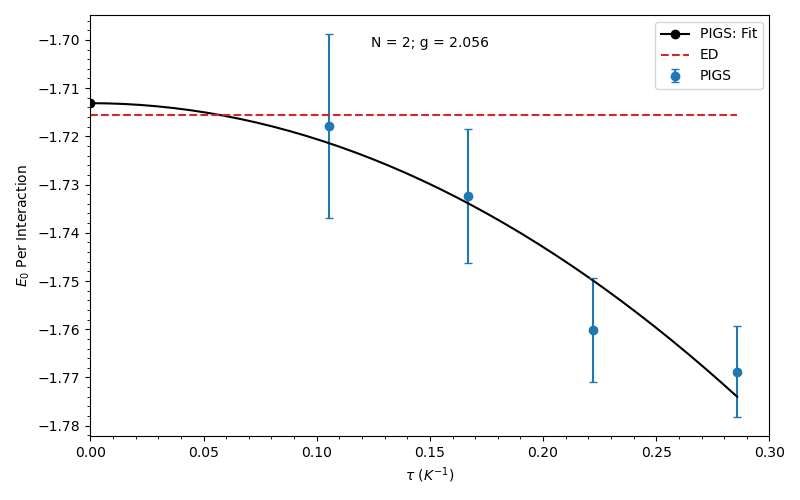 N = 2; g = 2.056
PIGS: Fit
ED
PIGS
−1.70
−1.71
−1.72
−1.73
−1.74
−1.75
−1.76
−1.77
−1.78
E₀ Per Interaction
0.00 0.05 0.10 0.15 0.20 0.25 0.30
τ (K⁻¹)